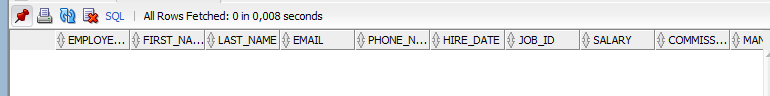 SQL | All Rows Fetched: 0 in 0,008 seconds
EMPLOYE... FIRST_NA... LAST_NAME EMAIL PHONE_N... HIRE_DATE JOB_ID SALARY COMMISS... MAN